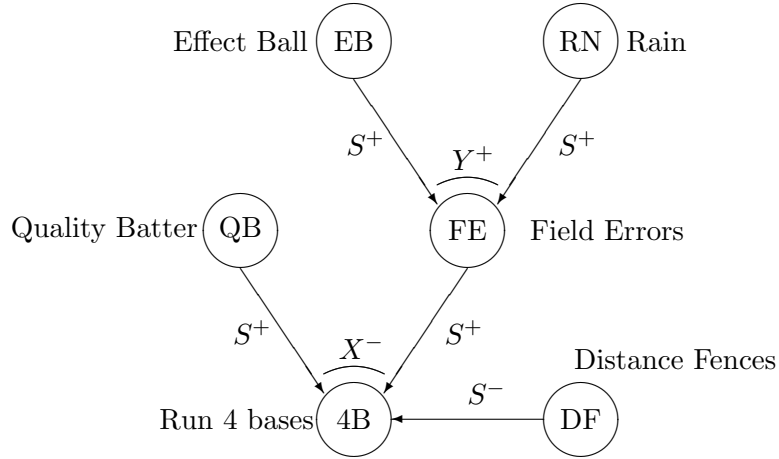 Effect Ball EB RN Rain
S⁺ S⁺
Y⁺
Quality Batter QB FE Field Errors
S⁺ X⁻ S⁺
Distance Fences
S⁻
Run 4 bases 4B DF